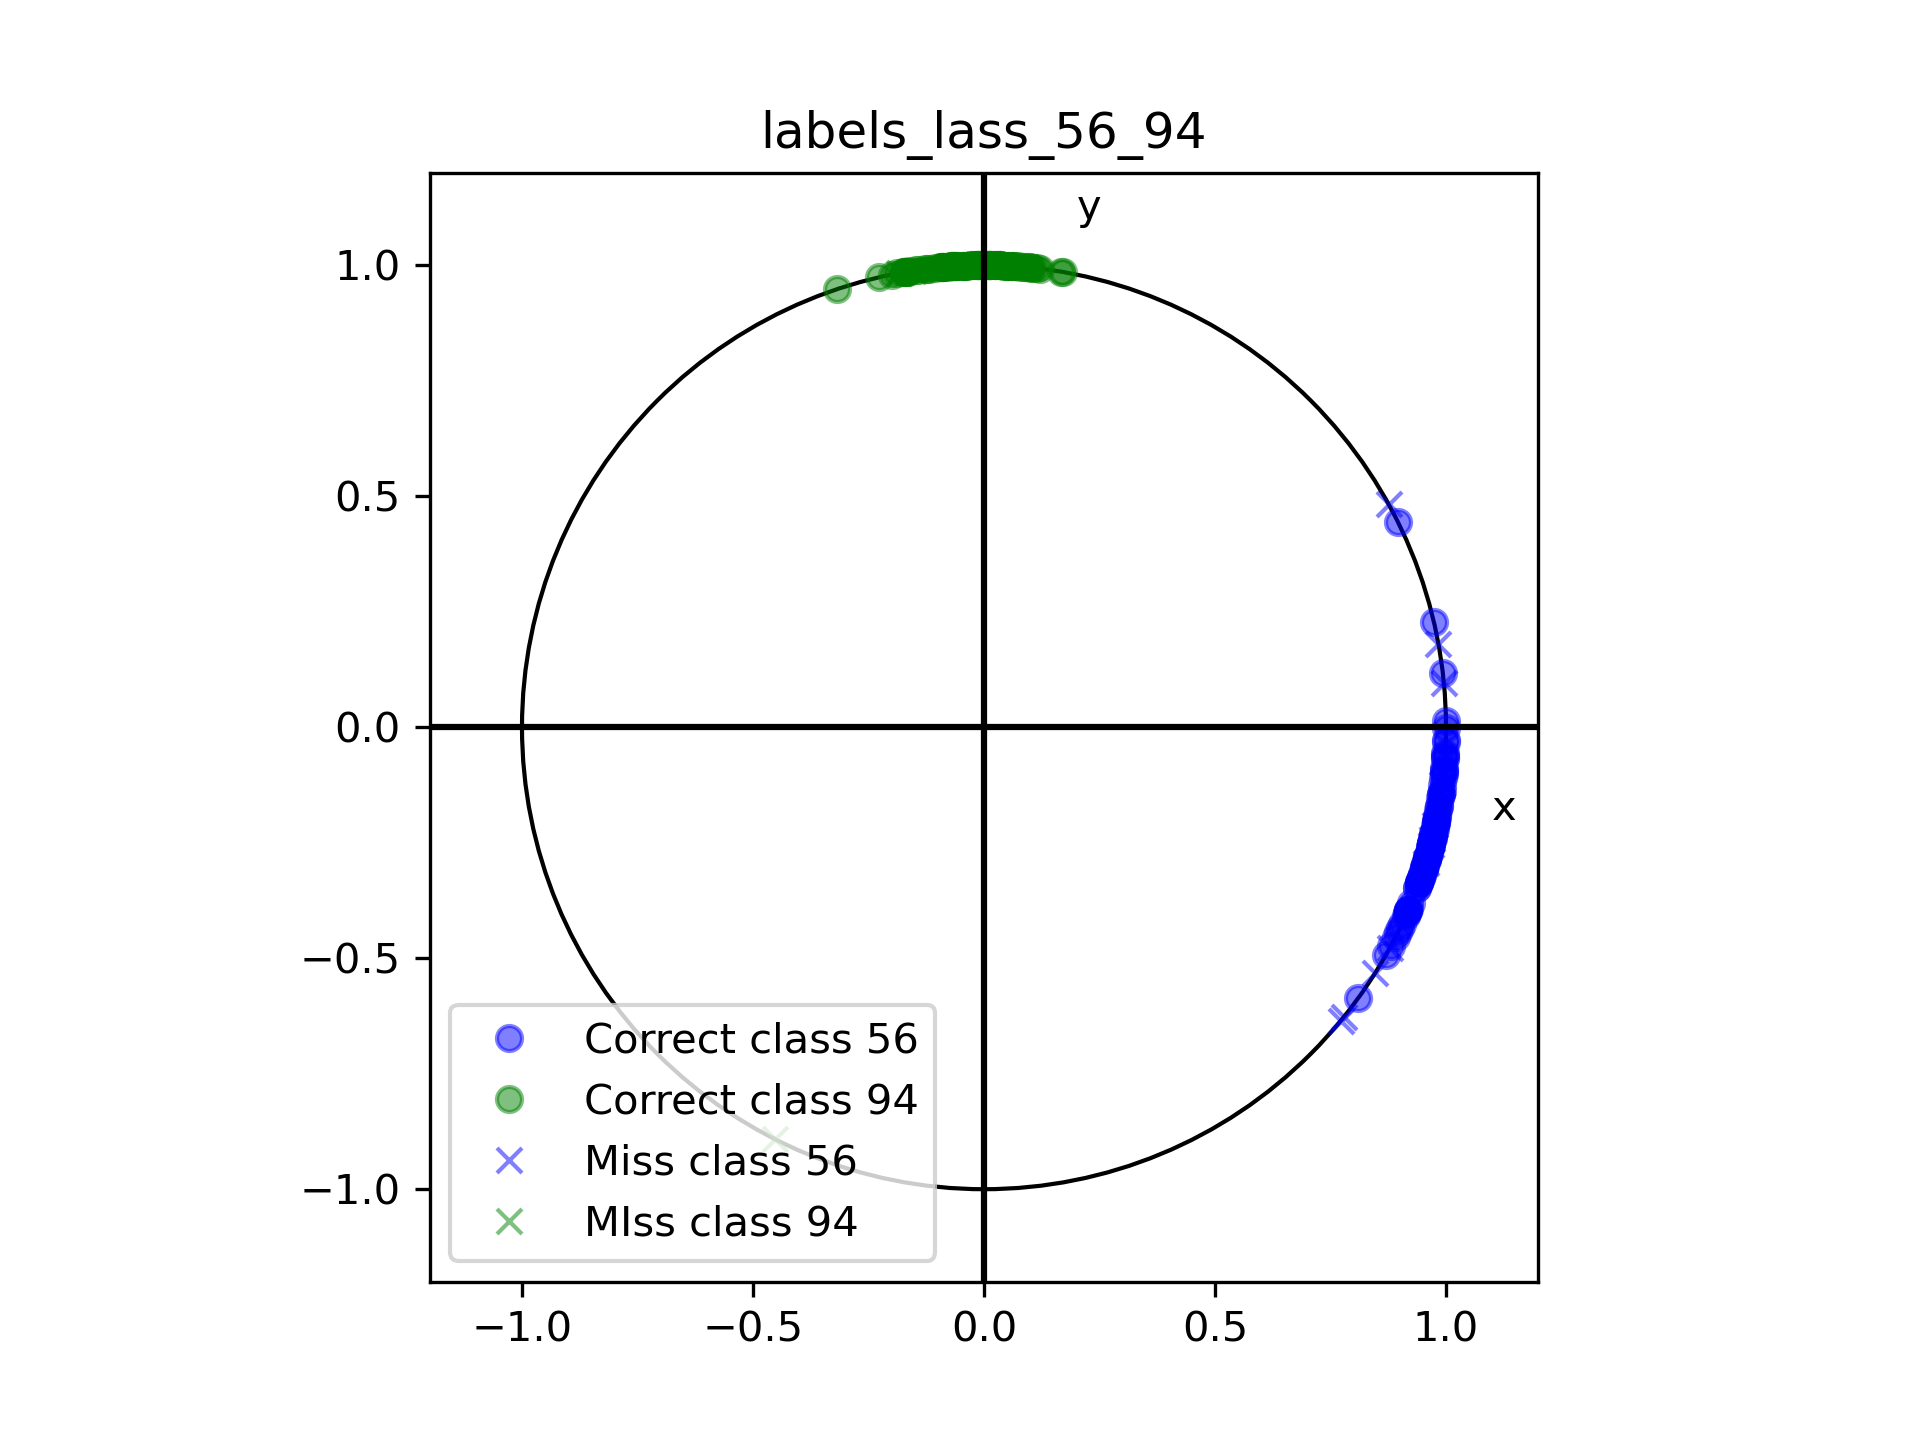 labels_lass_56_94
y
1.0
0.5
0.0
−0.5
−1.0
x
Correct class 56
Correct class 94
Miss class 56
MIss class 94
−1.0 −0.5 0.0 0.5 1.0